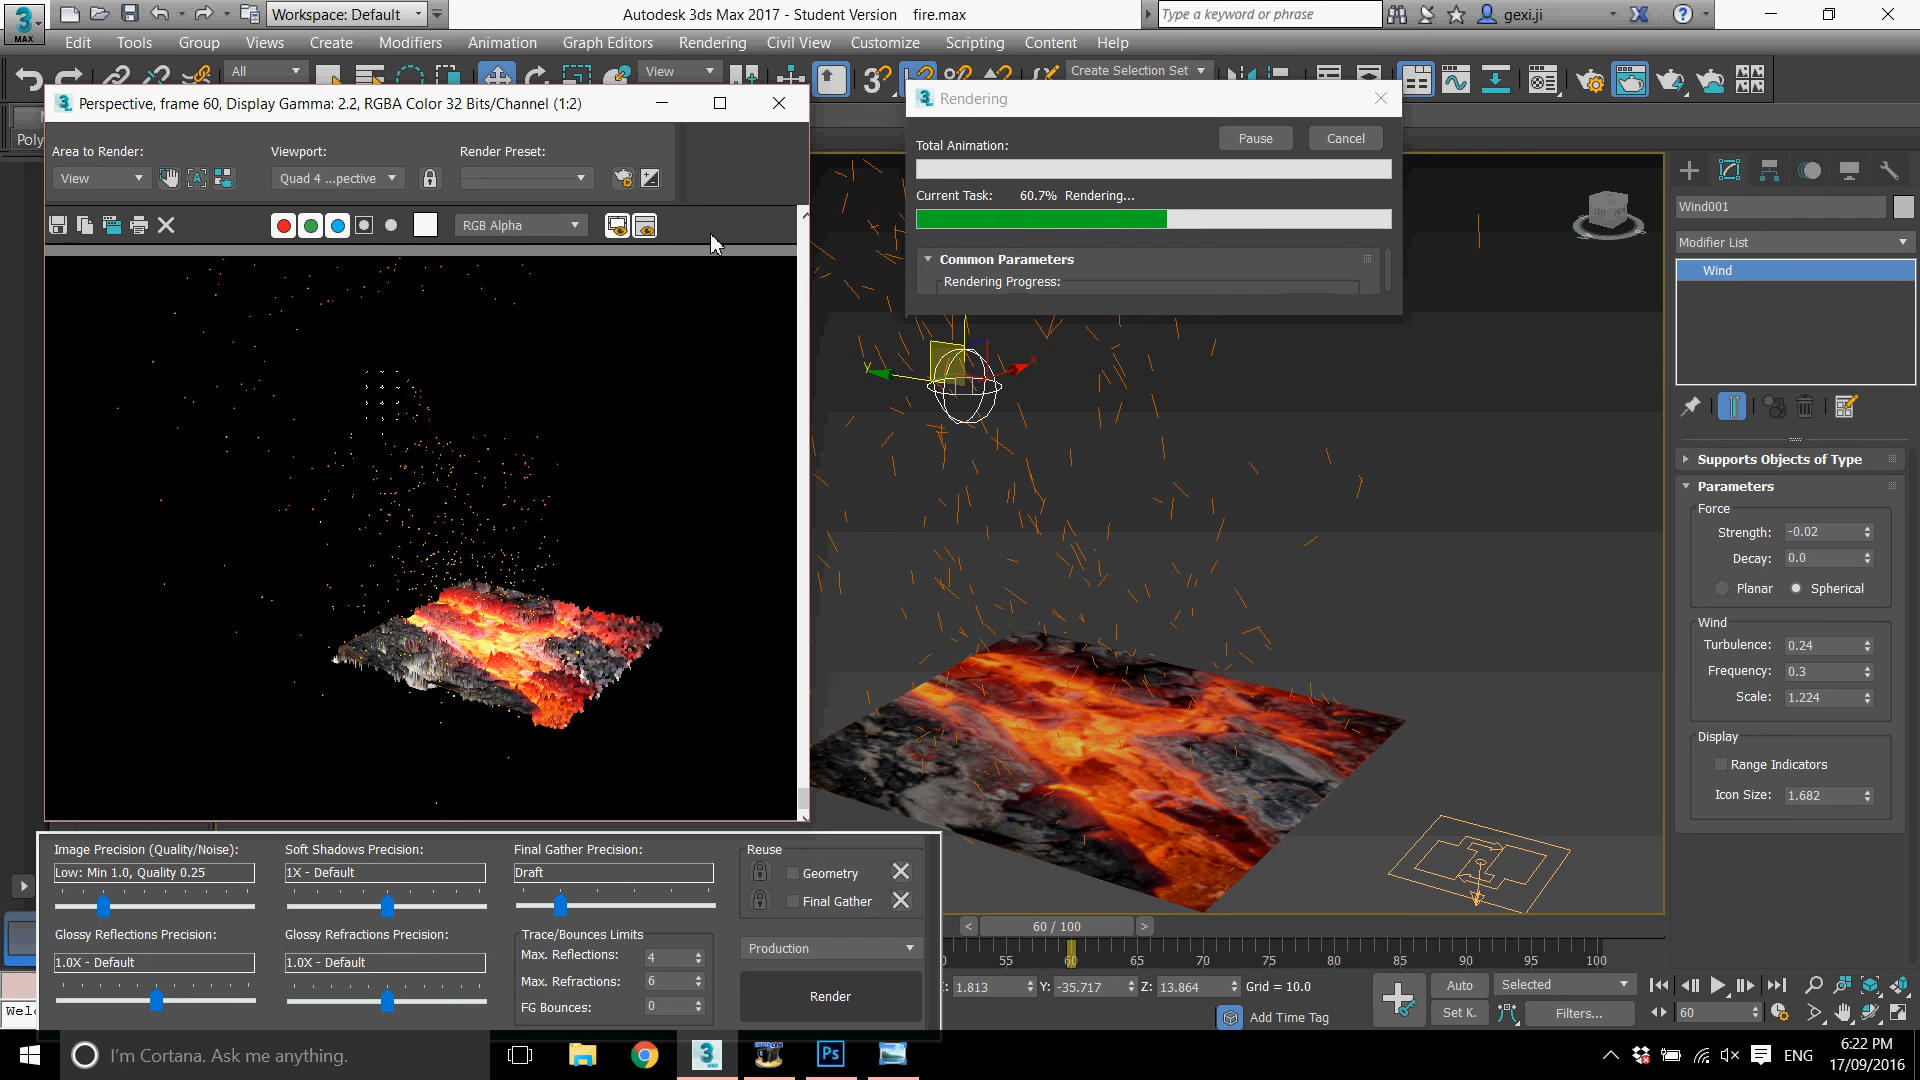 Workspace: Default
Autodesk 3ds Max 2017 - Student Version    fire.max
Type a keyword or phrase
gexi.ji
MAX
Edit Tools Group Views Create Modifiers Animation Graph Editors Rendering Civil View Customize Scripting Content Help
All
View
Create Selection Set
Perspective, frame 60, Display Gamma: 2.2, RGBA Color 32 Bits/Channel (1:2)
Poly
Area to Render:
Viewport:
Render Preset:
View
Quad 4 ...pective
RGB Alpha
Rendering
Total Animation:
Pause
Cancel
Current Task: 60.7% Rendering...
Common Parameters
Rendering Progress:
y
x
Wind001
Modifier List
Wind
Supports Objects of Type
Parameters
Force
Strength: -0.02
Decay: 0.0
Planar
Spherical
Wind
Turbulence: 0.24
Frequency: 0.3
Scale: 1.224
Display
Range Indicators
Icon Size: 1.682
Image Precision (Quality/Noise):
Low: Min 1.0, Quality 0.25
Soft Shadows Precision:
1X - Default
Final Gather Precision:
Draft
Reuse
Geometry
Final Gather
Glossy Reflections Precision:
1.0X - Default
Glossy Refractions Precision:
1.0X - Default
Trace/Bounces Limits
Max. Reflections: 4
Max. Refractions: 6
FG Bounces: 0
Production
Render
< 60 / 100 >
55 60 65 70 75 80 85 90 95 100
1.813 Y: -35.717 Z: 13.864 Grid = 10.0
Add Time Tag
Auto
Selected
Set K.
Filters...
60
Welc
I'm Cortana. Ask me anything.
Ps
ENG
6:22 PM
17/09/2016